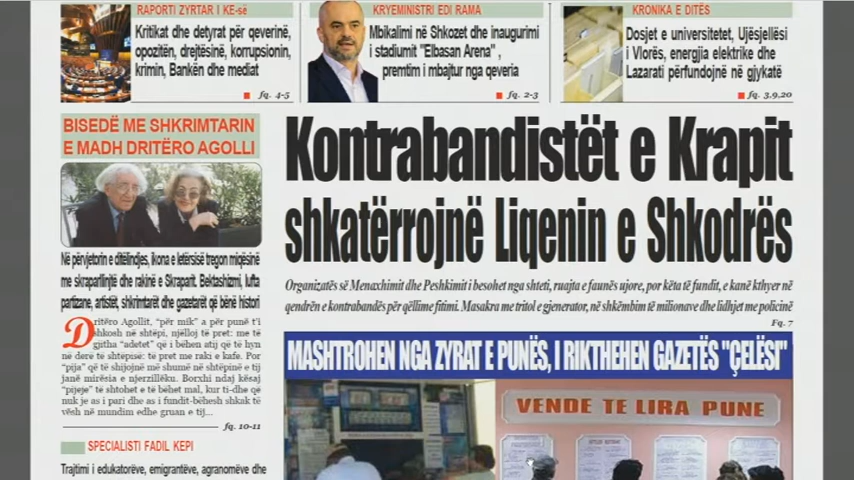 RAPORTI ZYRTAR I KE-së
Kritikat dhe detyrat për qeverinë,
opozitën, drejtësinë, korrupsionin,
krimin, Bankën dhe mediat
fq. 4-5
KRYEMINISTRI EDI RAMA
Mbikalimi në Shkozet dhe inaugurimi
i stadiumit "Elbasan Arena" ,
premtim i mbajtur nga qeveria
fq. 2-3
KRONIKA E DITËS
Dosjet e universitetet, Ujësjellësi
i Vlorës, energjia elektrike dhe
Lazarati përfundojnë në gjykatë
fq. 3,9,20
BISEDË ME SHKRIMTARIN
E MADH DRITËRO AGOLLI
Në përvjetorin e ditëlindjes, ikona e letërsisë tregon miqësinë
me skraparllinjtë dhe rakinë e Skraparit. Bektashizmi, lufta
partizane, artistët, shkrimtarët dhe gazetarët që bënë histori
Dritëro Agollit, "për mik" a për punë t'i
shkosh në shtëpi, njëlloj të pret: me të
gjitha "adetet" që i bëhen atij që të hyn
në derë të shtëpisë: të pret me raki e kafe. Por
"pija" që të shijojnë më shumë në shtëpinë e tij
janë mirësia e njerzillëku. Borxhi ndaj kësaj
"pijeje" të shtohet e të bëhet mal, kur ti-dhe që
nuk je as i pari dhe as i fundit-bëhesh shkak të
vësh në mundim edhe gruan e tij...
fq. 10-11
SPECIALISTI FADIL KEPI
Trajtimi i edukatorëve, emigrantëve, agranomëve dhe
Kontrabandistët e Krapit
shkatërrojnë Liqenin e Shkodrës
Organizatës së Menaxhimit dhe Peshkimit i besohet nga shteti, ruajta e faunës ujore, por këta të fundit, e kanë kthyer në
qendrën e kontrabandës për qëllime fitimi. Masakra me tritol e gjenerator, në shkëmbim të milionave dhe lidhjet me policinë
Fq. 7
MASHTROHEN NGA ZYRAT E PUNËS, I RIKTHEHEN GAZETËS "ÇELËSI"
VENDE TE LIRA PUNE